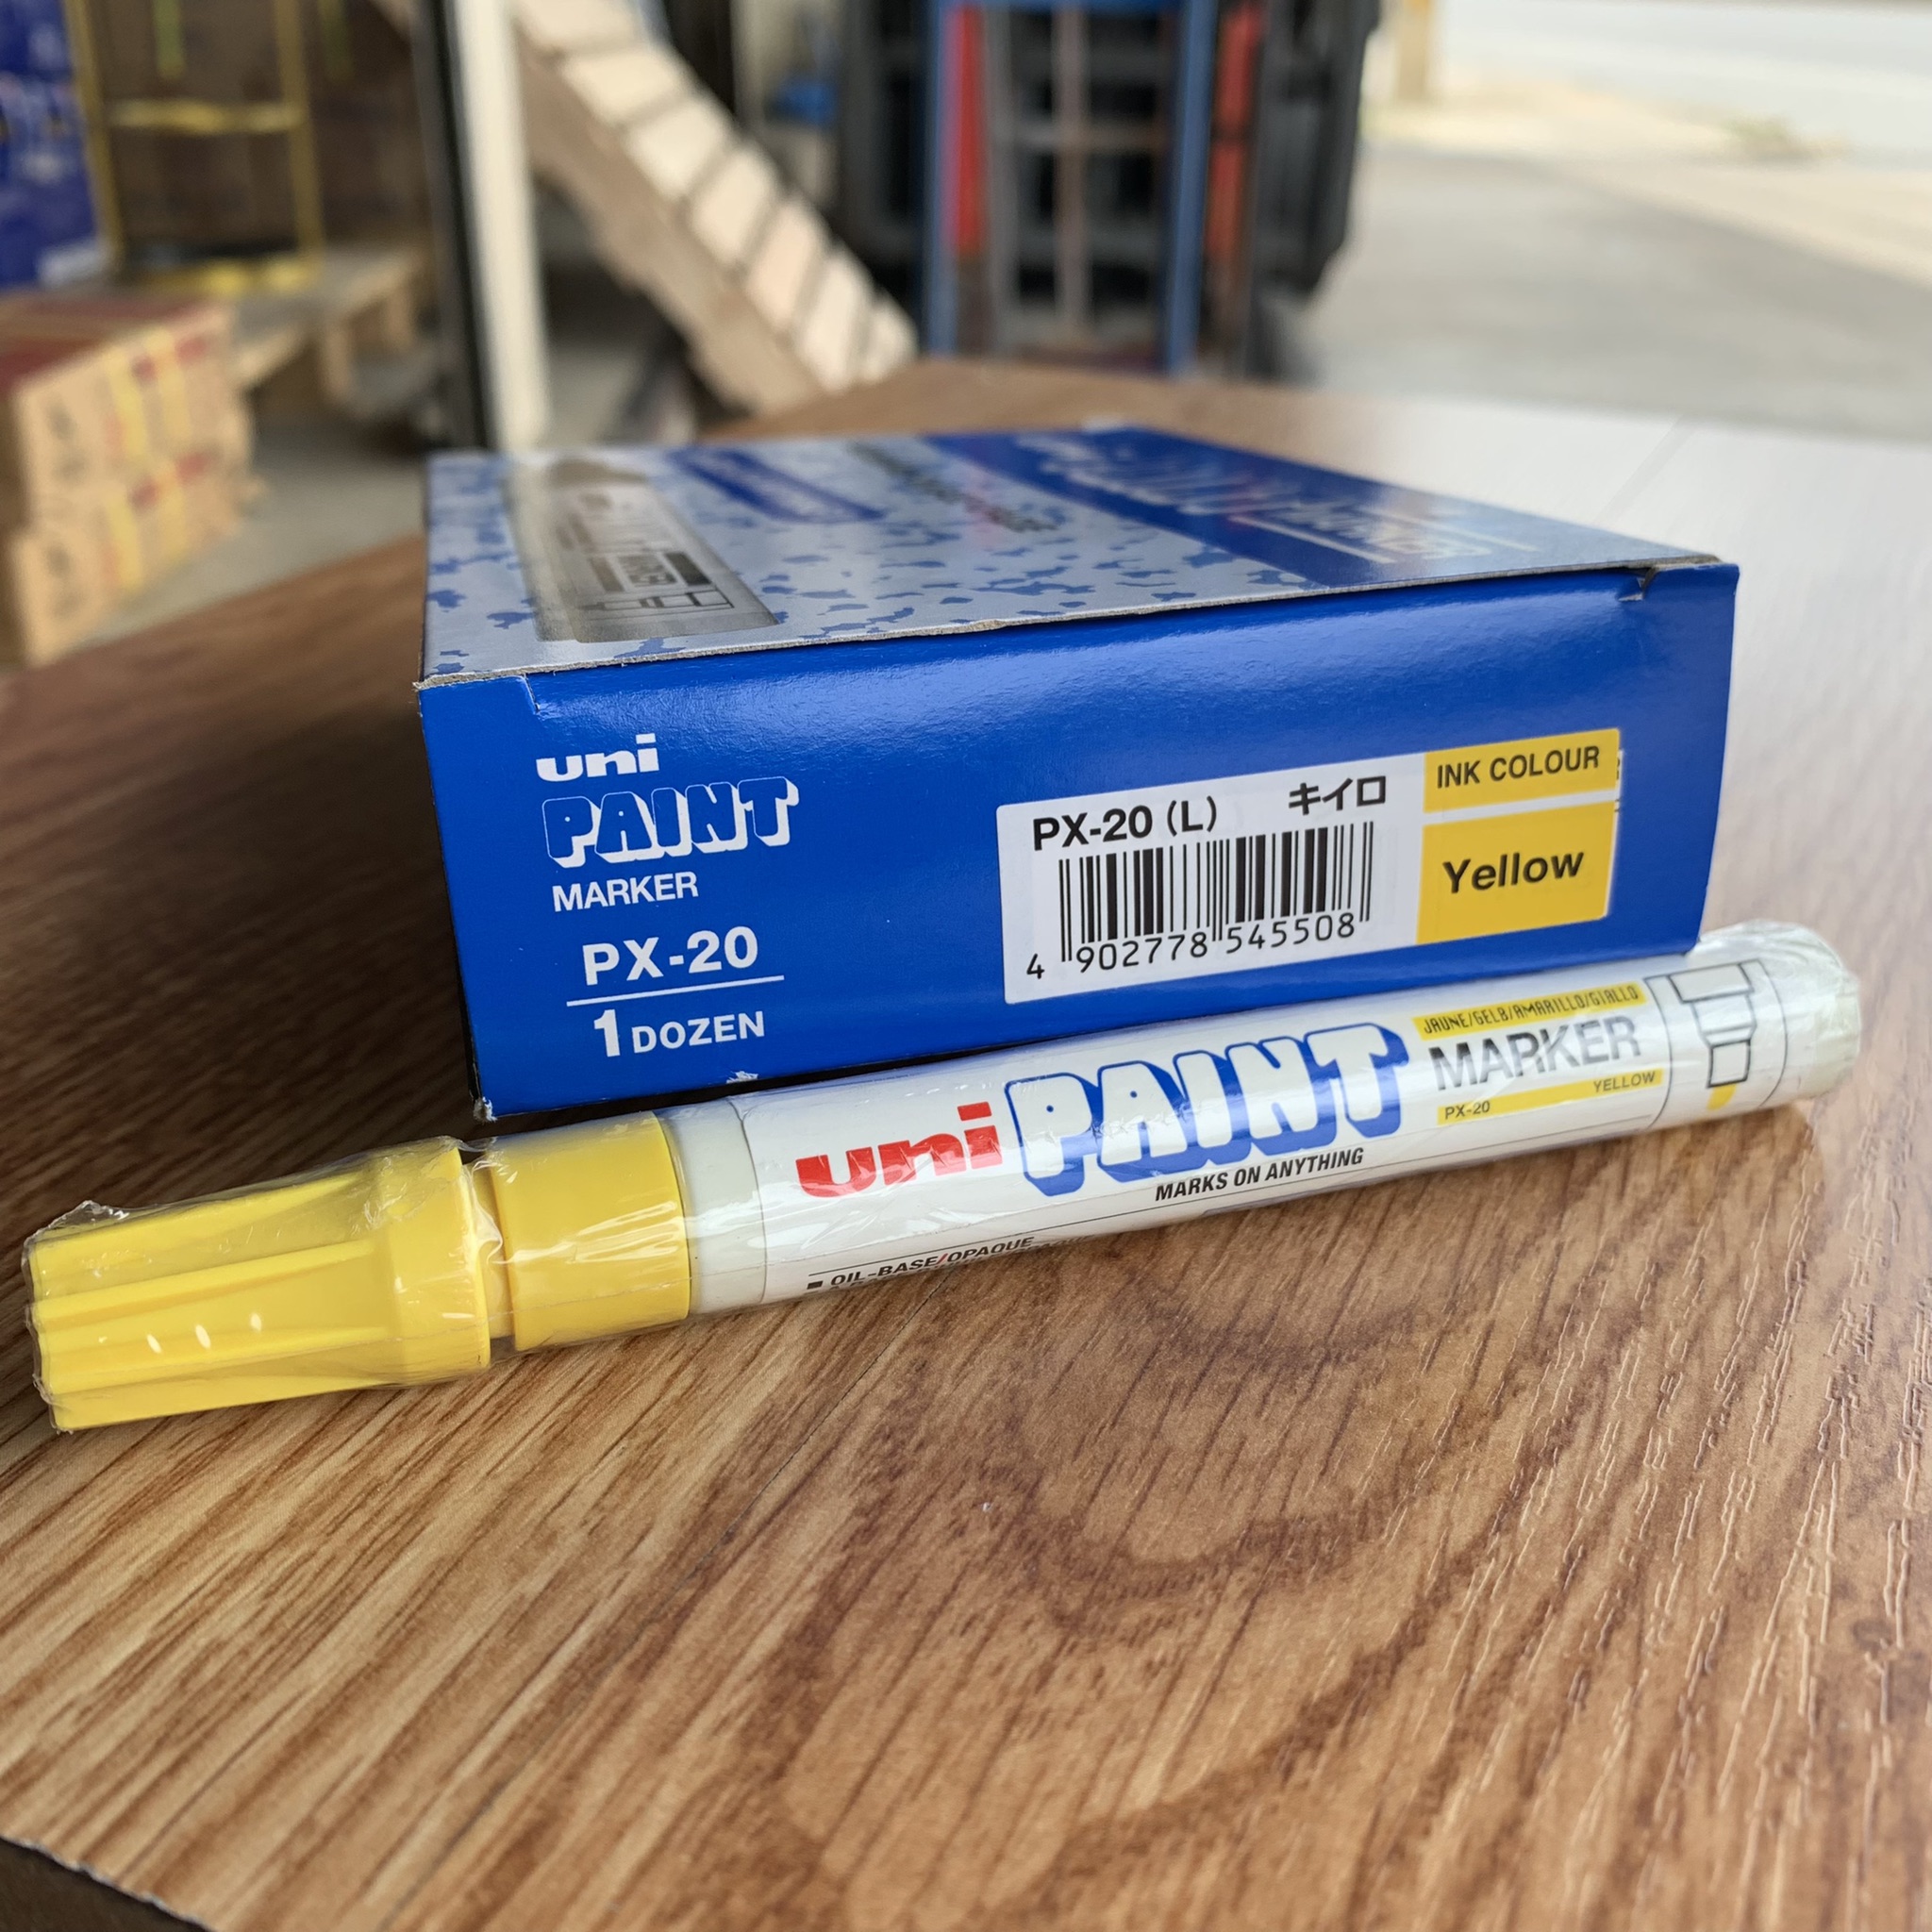 uni
PAINT
MARKER
PX-20
1 DOZEN
PX-20 (L) キイロ
4 902778 545508
INK COLOUR
Yellow
uni PAINT
MARKS ON ANYTHING
JAUNE/GELB/AMARILLO/GIALLO
MARKER
YELLOW
PX-20
OIL-BASE/OPAQUE